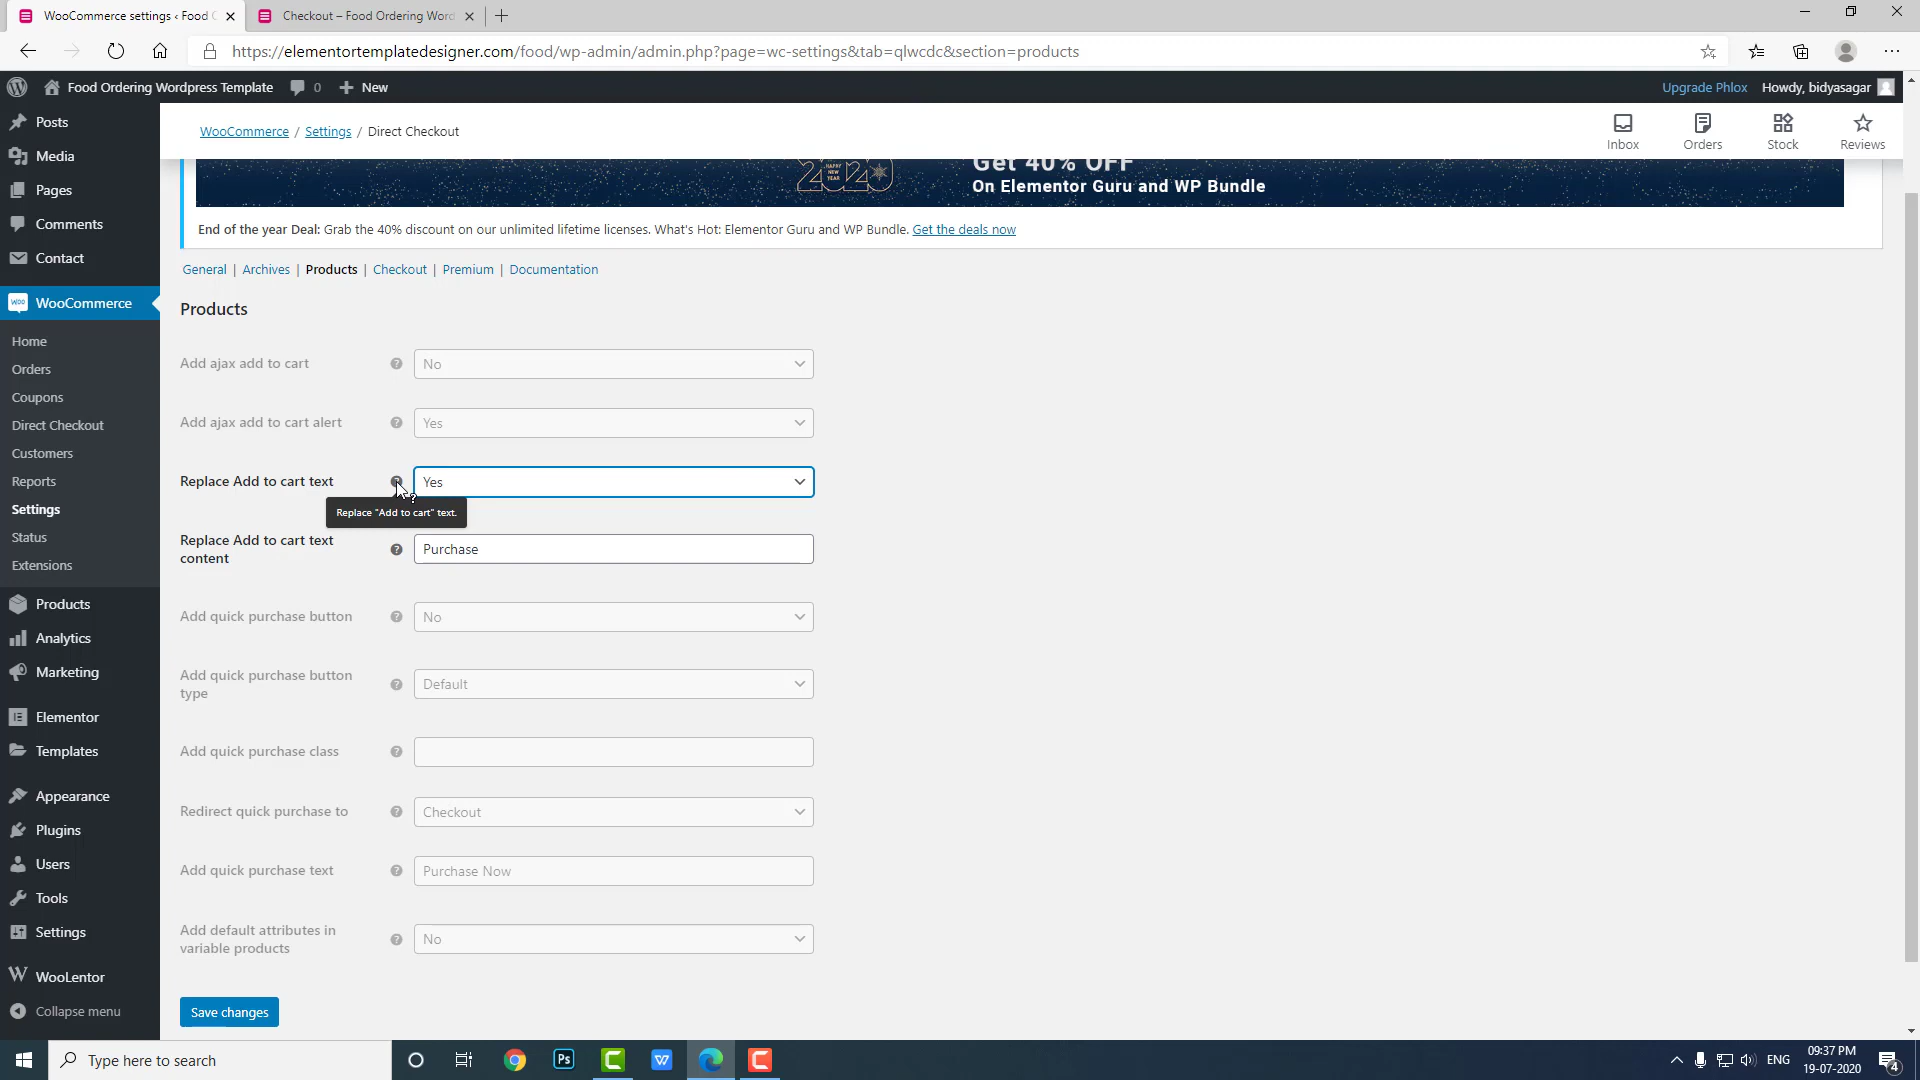 WooCommerce settings ‹ Food
Checkout – Food Ordering Word
https://elementortemplatedesigner.com/food/wp-admin/admin.php?page=wc-settings&tab=qlwcdc&section=products
Food Ordering Wordpress Template
0
New
Upgrade Phlox
Howdy, bidyasagar
Posts
Media
Pages
Comments
Contact
WooCommerce
Home
Orders
Coupons
Direct Checkout
Customers
Reports
Settings
Status
Extensions
Products
Analytics
Marketing
Elementor
Templates
Appearance
Plugins
Users
Tools
Settings
WooLentor
Collapse menu
WooCommerce / Settings / Direct Checkout
Inbox
Orders
Stock
Reviews
HAPPY
NEW
YEAR
2020
Get 40% OFF
On Elementor Guru and WP Bundle
End of the year Deal: Grab the 40% discount on our unlimited lifetime licenses. What's Hot: Elementor Guru and WP Bundle. Get the deals now
General | Archives | Products | Checkout | Premium | Documentation
Products
Add ajax add to cart
No
Add ajax add to cart alert
Yes
Replace Add to cart text
Yes
Replace "Add to cart" text.
Replace Add to cart text
content
Purchase
Add quick purchase button
No
Add quick purchase button
type
Default
Add quick purchase class
Redirect quick purchase to
Checkout
Add quick purchase text
Purchase Now
Add default attributes in
variable products
No
Save changes
Type here to search
Ps
ENG
09:37 PM
19-07-2020
4